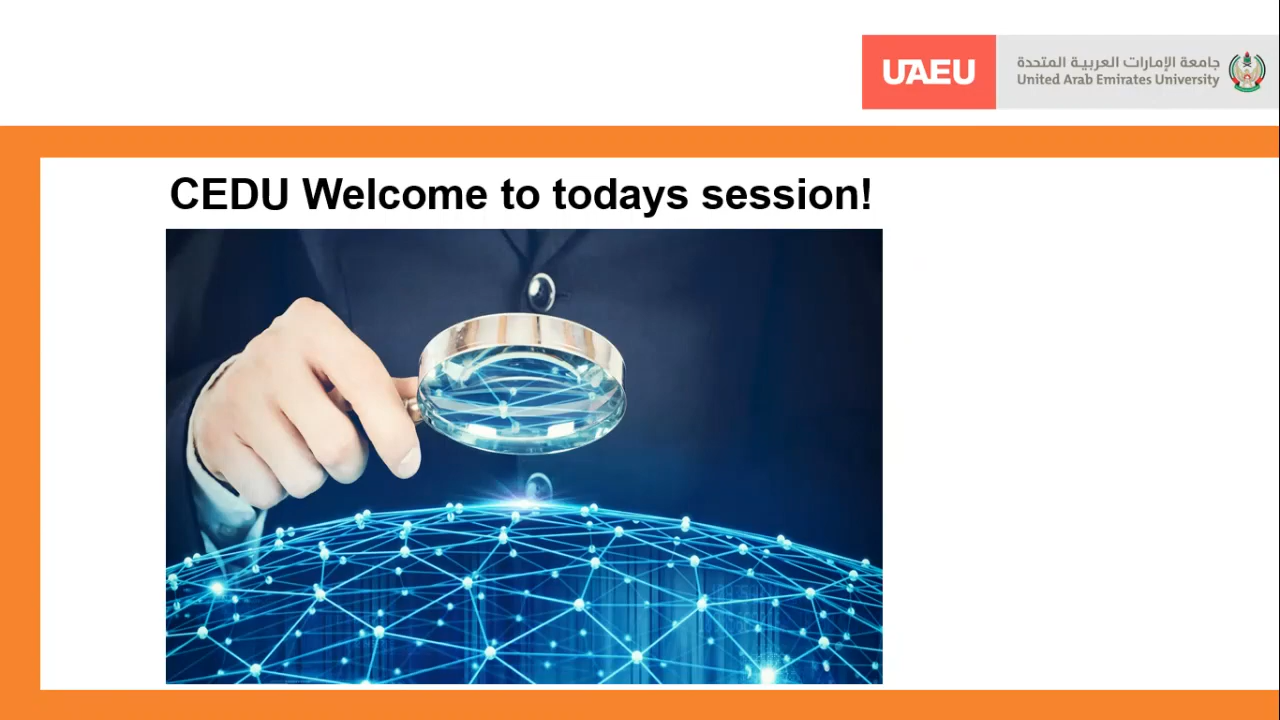 UAEU
جامعة الإمارات العربية المتحدة
United Arab Emirates University
CEDU Welcome to todays session!